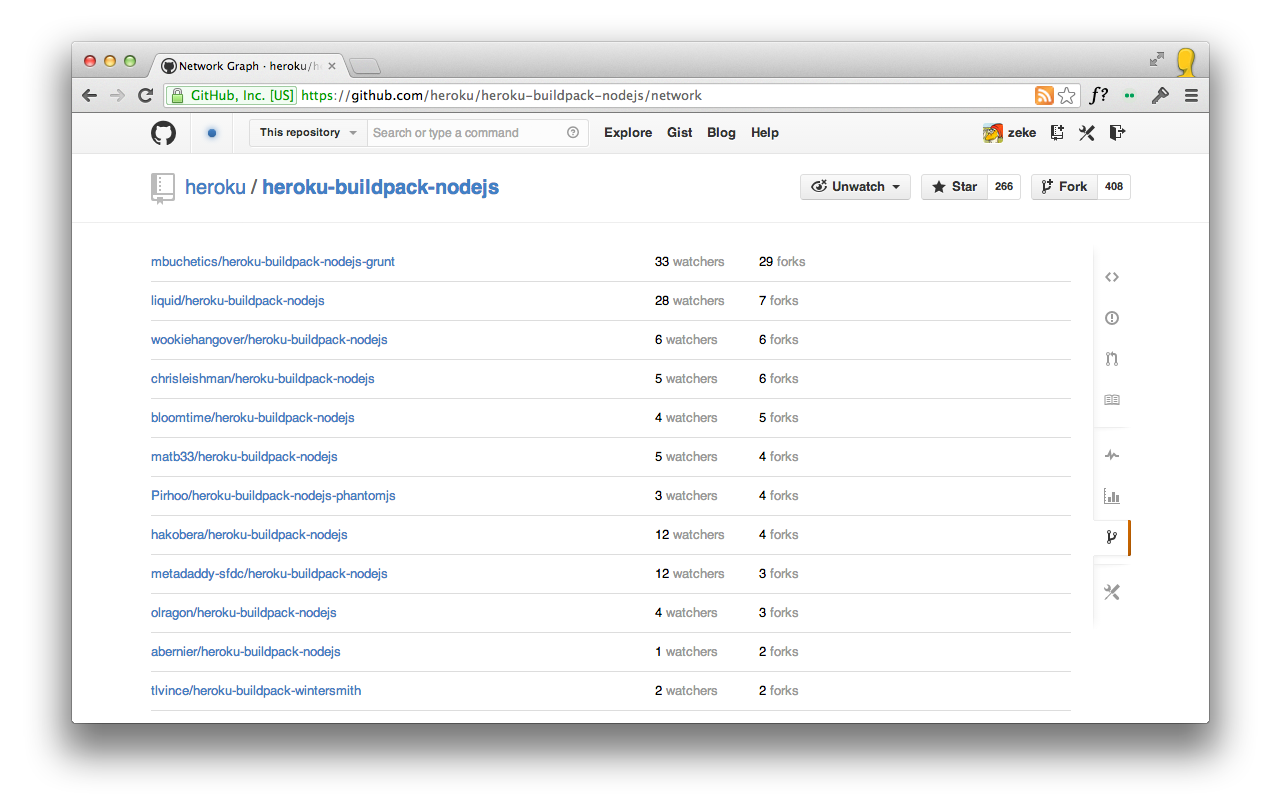 Network Graph · heroku/h
GitHub, Inc. [US] https://github.com/heroku/heroku-buildpack-nodejs/network f?
This repository Search or type a command Explore Gist Blog Help zeke
heroku / heroku-buildpack-nodejs Unwatch Star 266 Fork 408
mbuchetics/heroku-buildpack-nodejs-grunt 33 watchers 29 forks
liquid/heroku-buildpack-nodejs 28 watchers 7 forks
wookiehangover/heroku-buildpack-nodejs 6 watchers 6 forks
chrisleishman/heroku-buildpack-nodejs 5 watchers 6 forks
bloomtime/heroku-buildpack-nodejs 4 watchers 5 forks
matb33/heroku-buildpack-nodejs 5 watchers 4 forks
Pirhoo/heroku-buildpack-nodejs-phantomjs 3 watchers 4 forks
hakobera/heroku-buildpack-nodejs 12 watchers 4 forks
metadaddy-sfdc/heroku-buildpack-nodejs 12 watchers 3 forks
olragon/heroku-buildpack-nodejs 4 watchers 3 forks
abernier/heroku-buildpack-nodejs 1 watchers 2 forks
tlvince/heroku-buildpack-wintersmith 2 watchers 2 forks